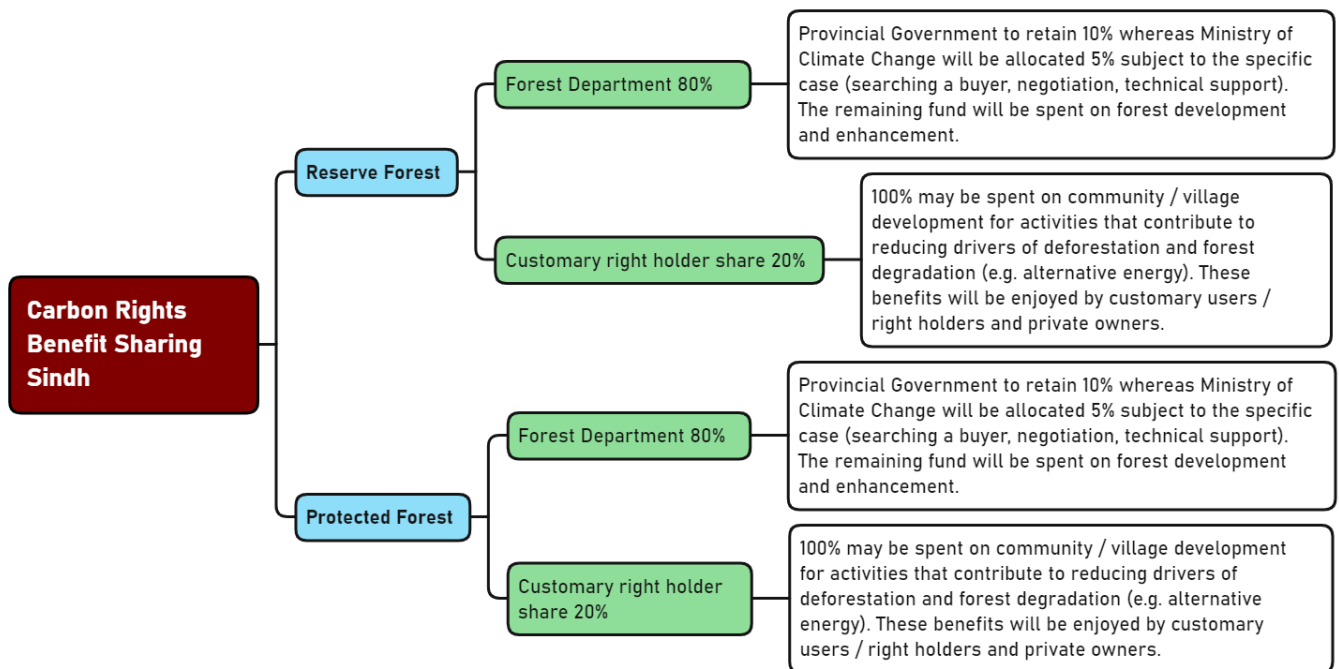 Carbon Rights
Benefit Sharing
Sindh
Reserve Forest
Forest Department 80%
Provincial Government to retain 10% whereas Ministry of
Climate Change will be allocated 5% subject to the specific
case (searching a buyer, negotiation, technical support).
The remaining fund will be spent on forest development
and enhancement.
Customary right holder share 20%
100% may be spent on community / village
development for activities that contribute to
reducing drivers of deforestation and forest
degradation (e.g. alternative energy). These
benefits will be enjoyed by customary users /
right holders and private owners.
Protected Forest
Forest Department 80%
Provincial Government to retain 10% whereas Ministry of
Climate Change will be allocated 5% subject to the specific
case (searching a buyer, negotiation, technical support).
The remaining fund will be spent on forest development
and enhancement.
Customary right holder
share 20%
100% may be spent on community / village development
for activities that contribute to reducing drivers of
deforestation and forest degradation (e.g. alternative
energy). These benefits will be enjoyed by customary
users / right holders and private owners.